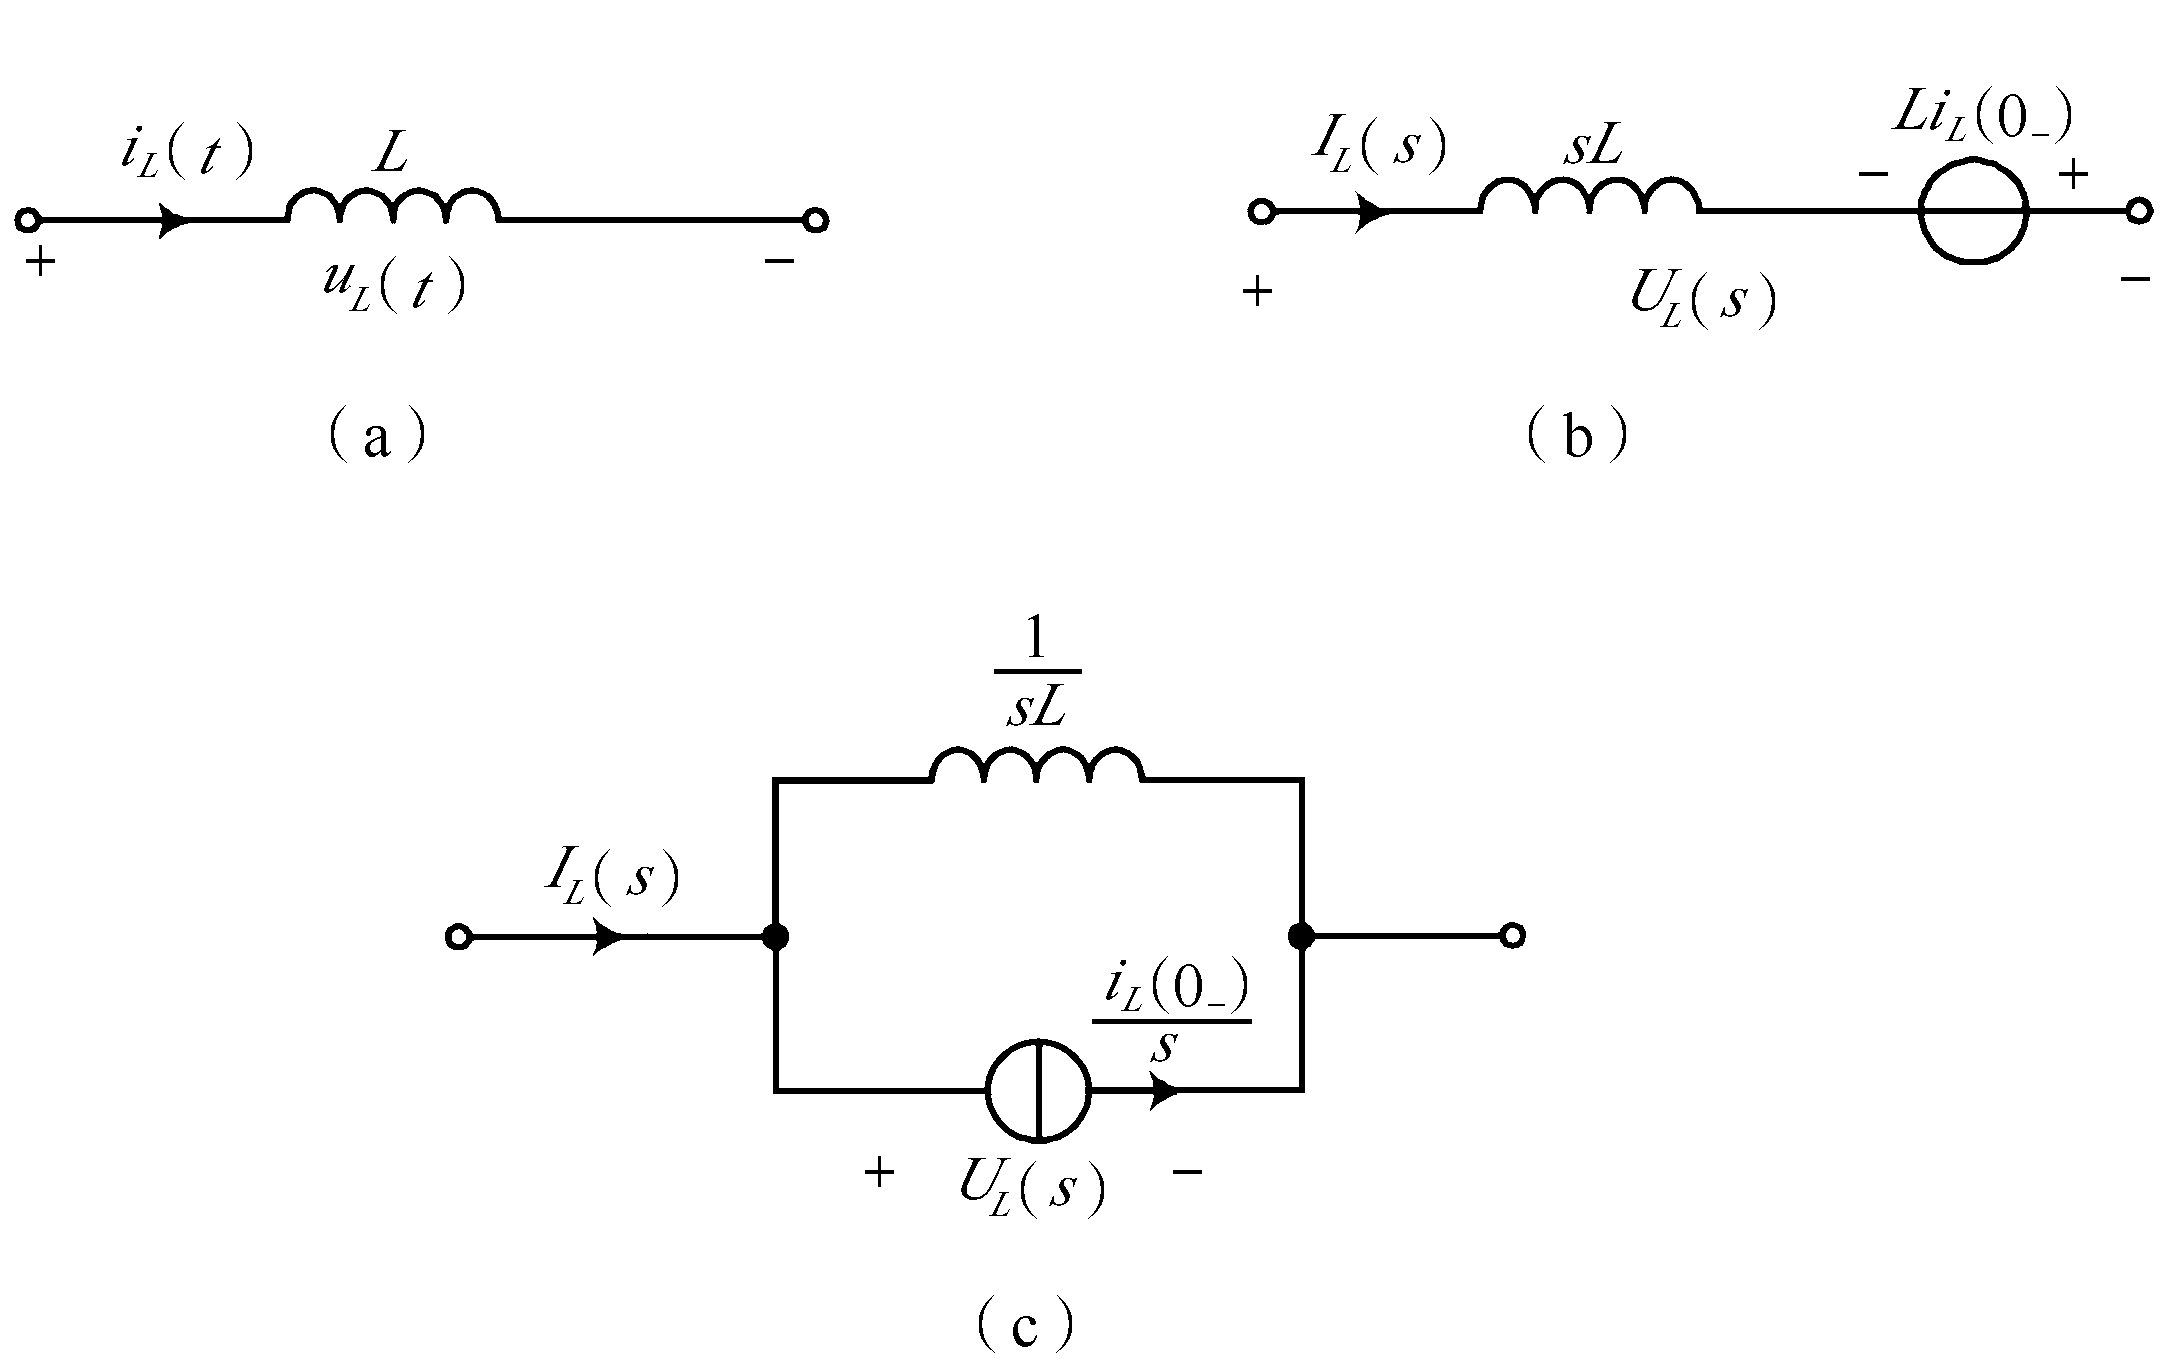 i_L(t) L
+ u_L(t) −
(a)
I_L(s) sL − Li_L(0_−) +
+ U_L(s) −
(b)
1/sL
I_L(s)
i_L(0_−)/s
+ U_L(s) −
(c)